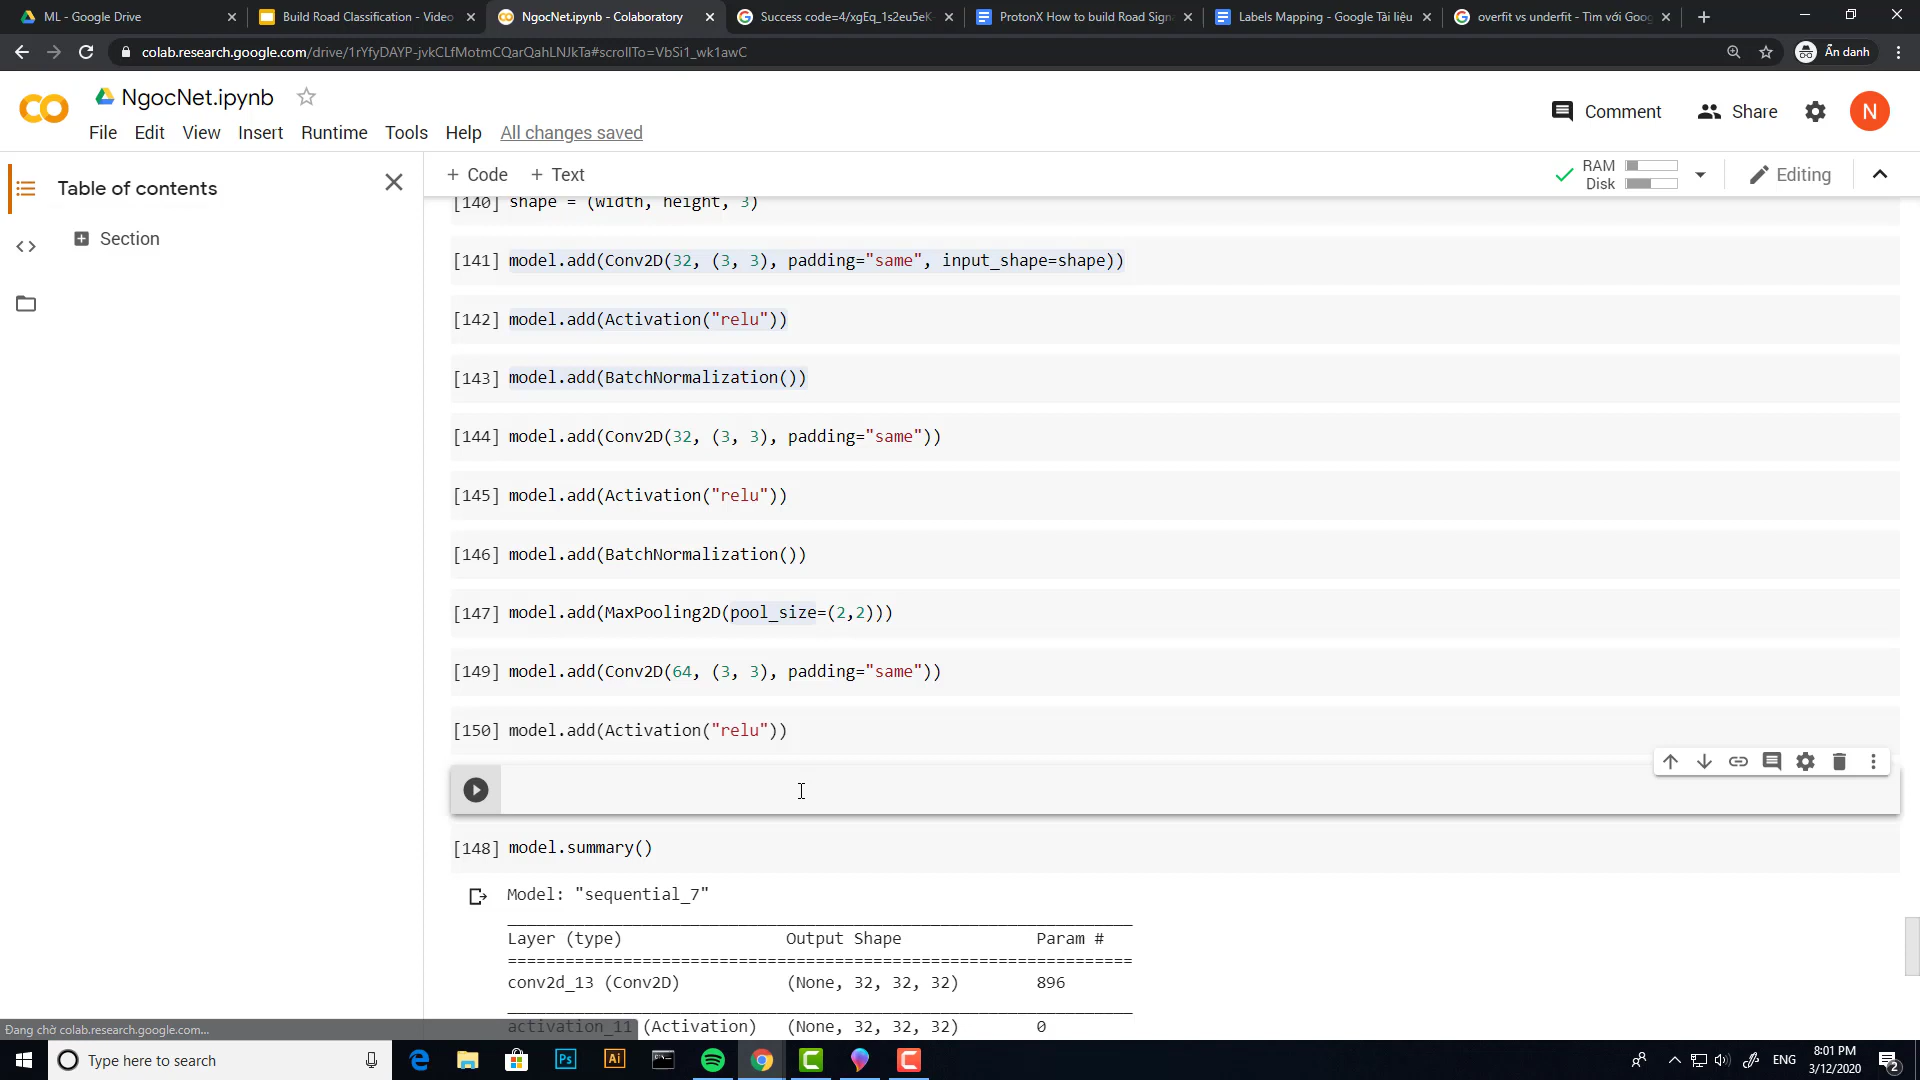 ML - Google Drive
Build Road Classification - Video
NgocNet.ipynb - Colaboratory
Success code=4/xgEq_1s2eu5eK
ProtonX How to build Road Sign
Labels Mapping - Google Tài liệu
overfit vs underfit - Tìm với Goog
colab.research.google.com/drive/1rYfyDAYP-jvkCLfMotmCQarQahLNJkTa#scrollTo=VbSi1_wk1awC
Ẩn danh
NgocNet.ipynb
Comment
Share
N
File Edit View Insert Runtime Tools Help All changes saved
Table of contents
+ Code + Text
RAM
Disk
Editing
Section
[140] shape = (width, height, 3)
[141] model.add(Conv2D(32, (3, 3), padding="same", input_shape=shape))
[142] model.add(Activation("relu"))
[143] model.add(BatchNormalization())
[144] model.add(Conv2D(32, (3, 3), padding="same"))
[145] model.add(Activation("relu"))
[146] model.add(BatchNormalization())
[147] model.add(MaxPooling2D(pool_size=(2,2)))
[149] model.add(Conv2D(64, (3, 3), padding="same"))
[150] model.add(Activation("relu"))
[148] model.summary()
Model: "sequential_7"
Layer (type) Output Shape Param #
=================================================================
conv2d_13 (Conv2D) (None, 32, 32, 32) 896
activation_11 (Activation) (None, 32, 32, 32) 0
Đang chờ colab.research.google.com...
Type here to search
Ps
Ai
ENG
8:01 PM
3/12/2020
2